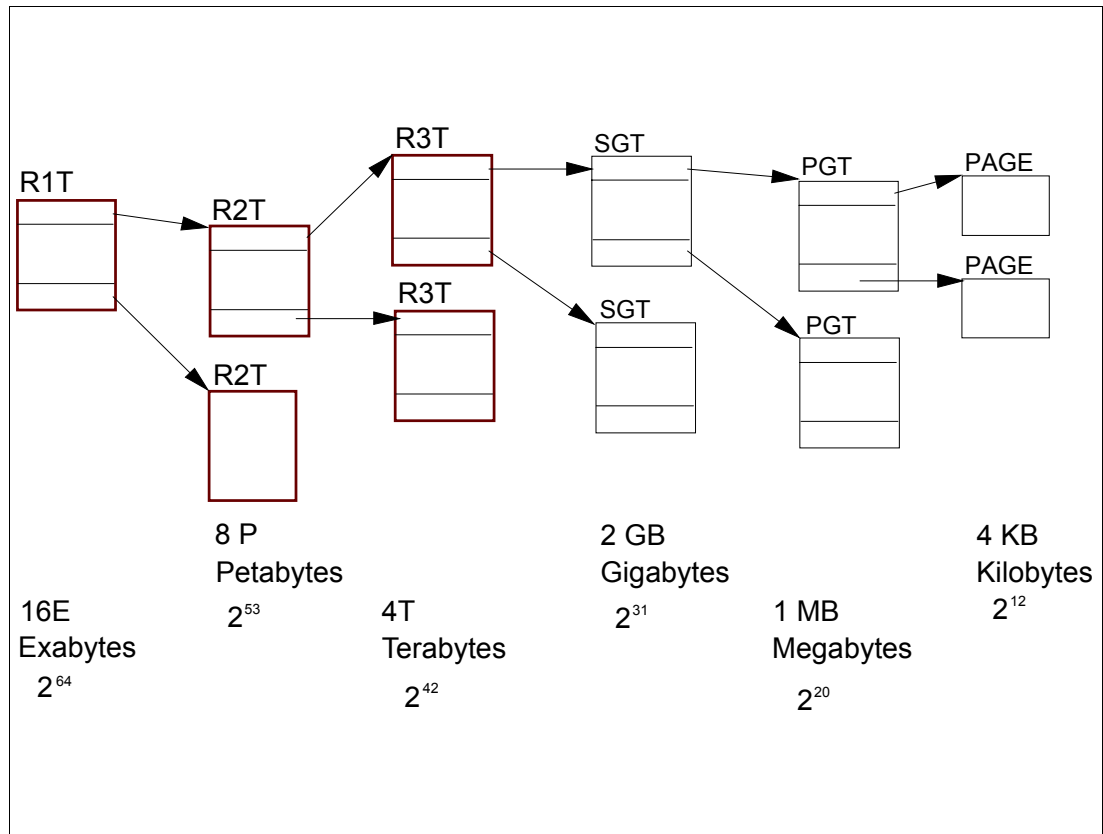 R1T
R2T
R2T
R3T
R3T
SGT
SGT
PGT
PGT
PAGE
PAGE
16E
Exabytes
2^64
8 P
Petabytes
2^53
4T
Terabytes
2^42
2 GB
Gigabytes
2^31
1 MB
Megabytes
2^20
4 KB
Kilobytes
2^12